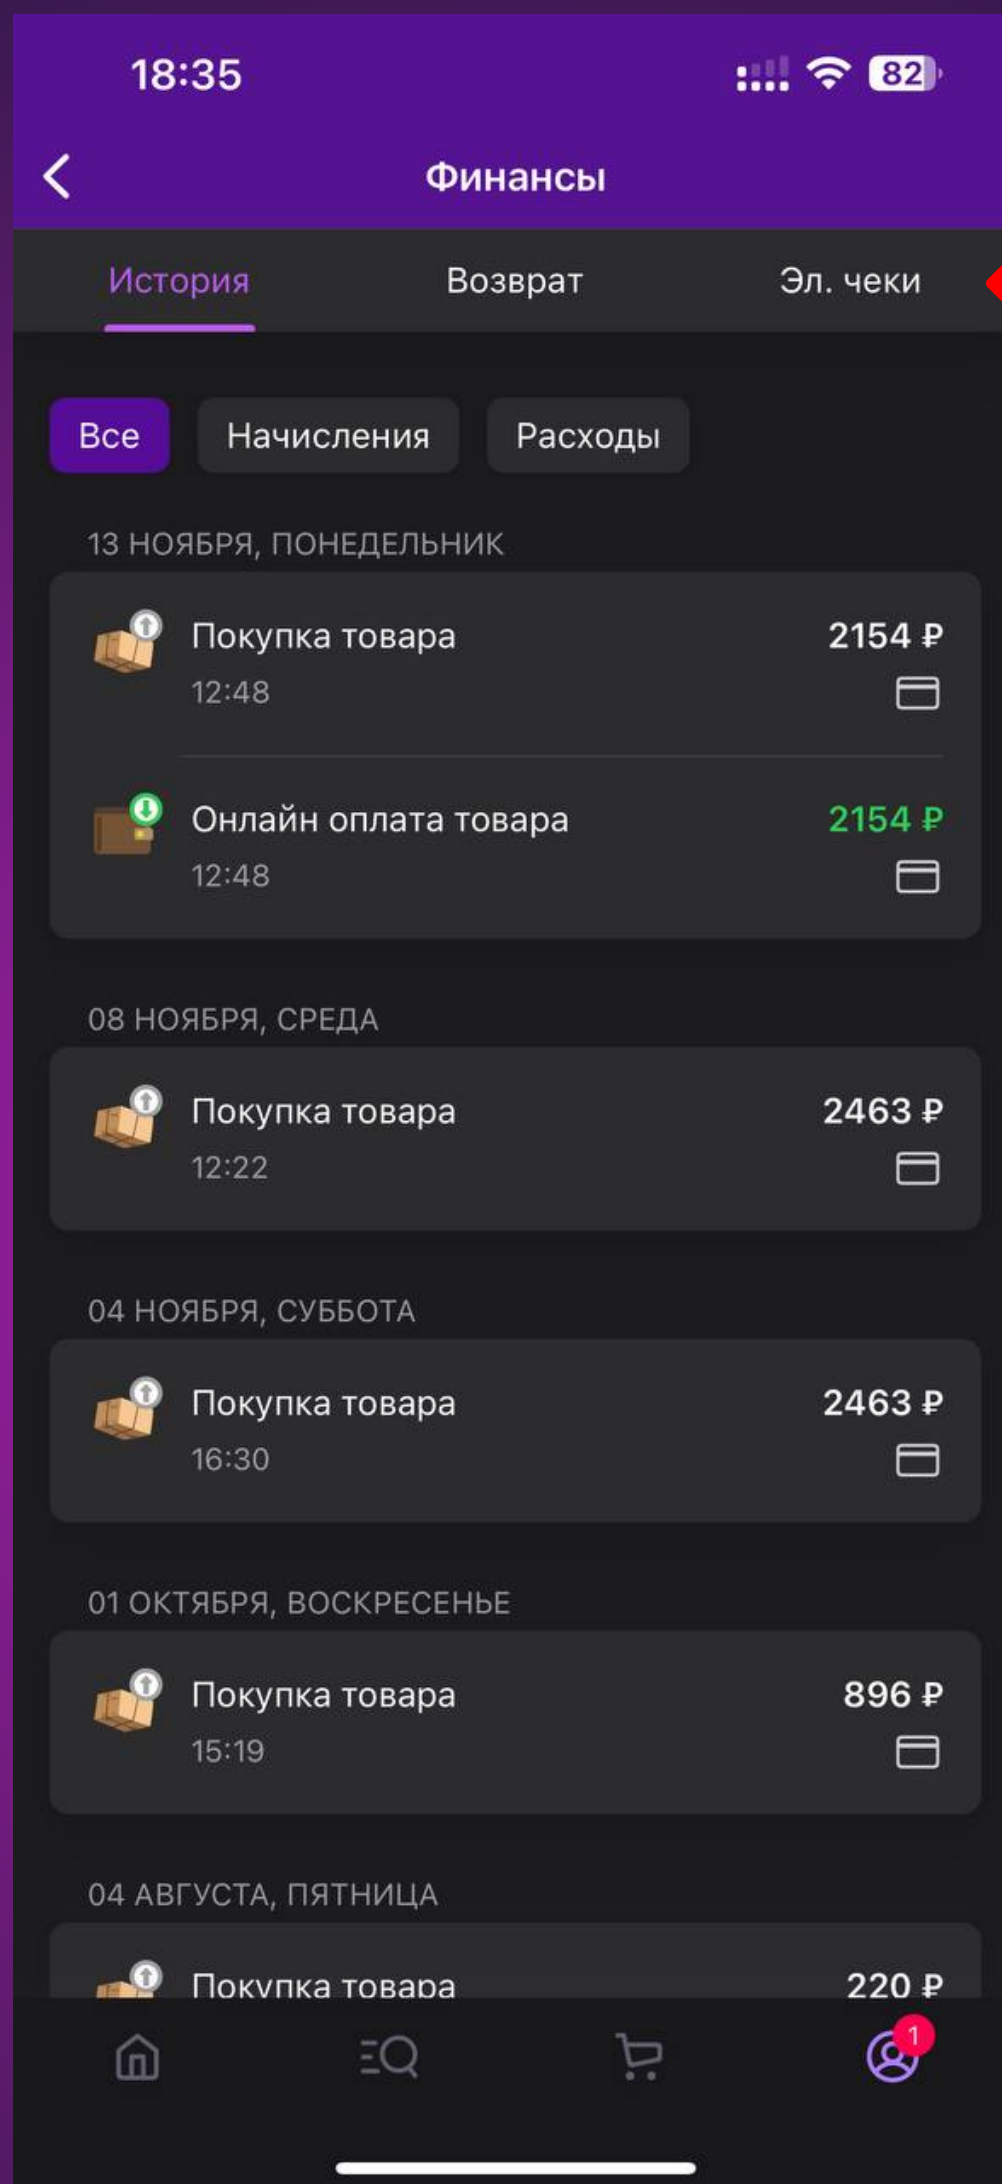 18:35 82
Финансы
История Возврат Эл. чеки
Все Начисления Расходы
13 НОЯБРЯ, ПОНЕДЕЛЬНИК
Покупка товара 2154 ₽
12:48
Онлайн оплата товара 2154 ₽
12:48
08 НОЯБРЯ, СРЕДА
Покупка товара 2463 ₽
12:22
04 НОЯБРЯ, СУББОТА
Покупка товара 2463 ₽
16:30
01 ОКТЯБРЯ, ВОСКРЕСЕНЬЕ
Покупка товара 896 ₽
15:19
04 АВГУСТА, ПЯТНИЦА
Покупка товара 220 ₽
1